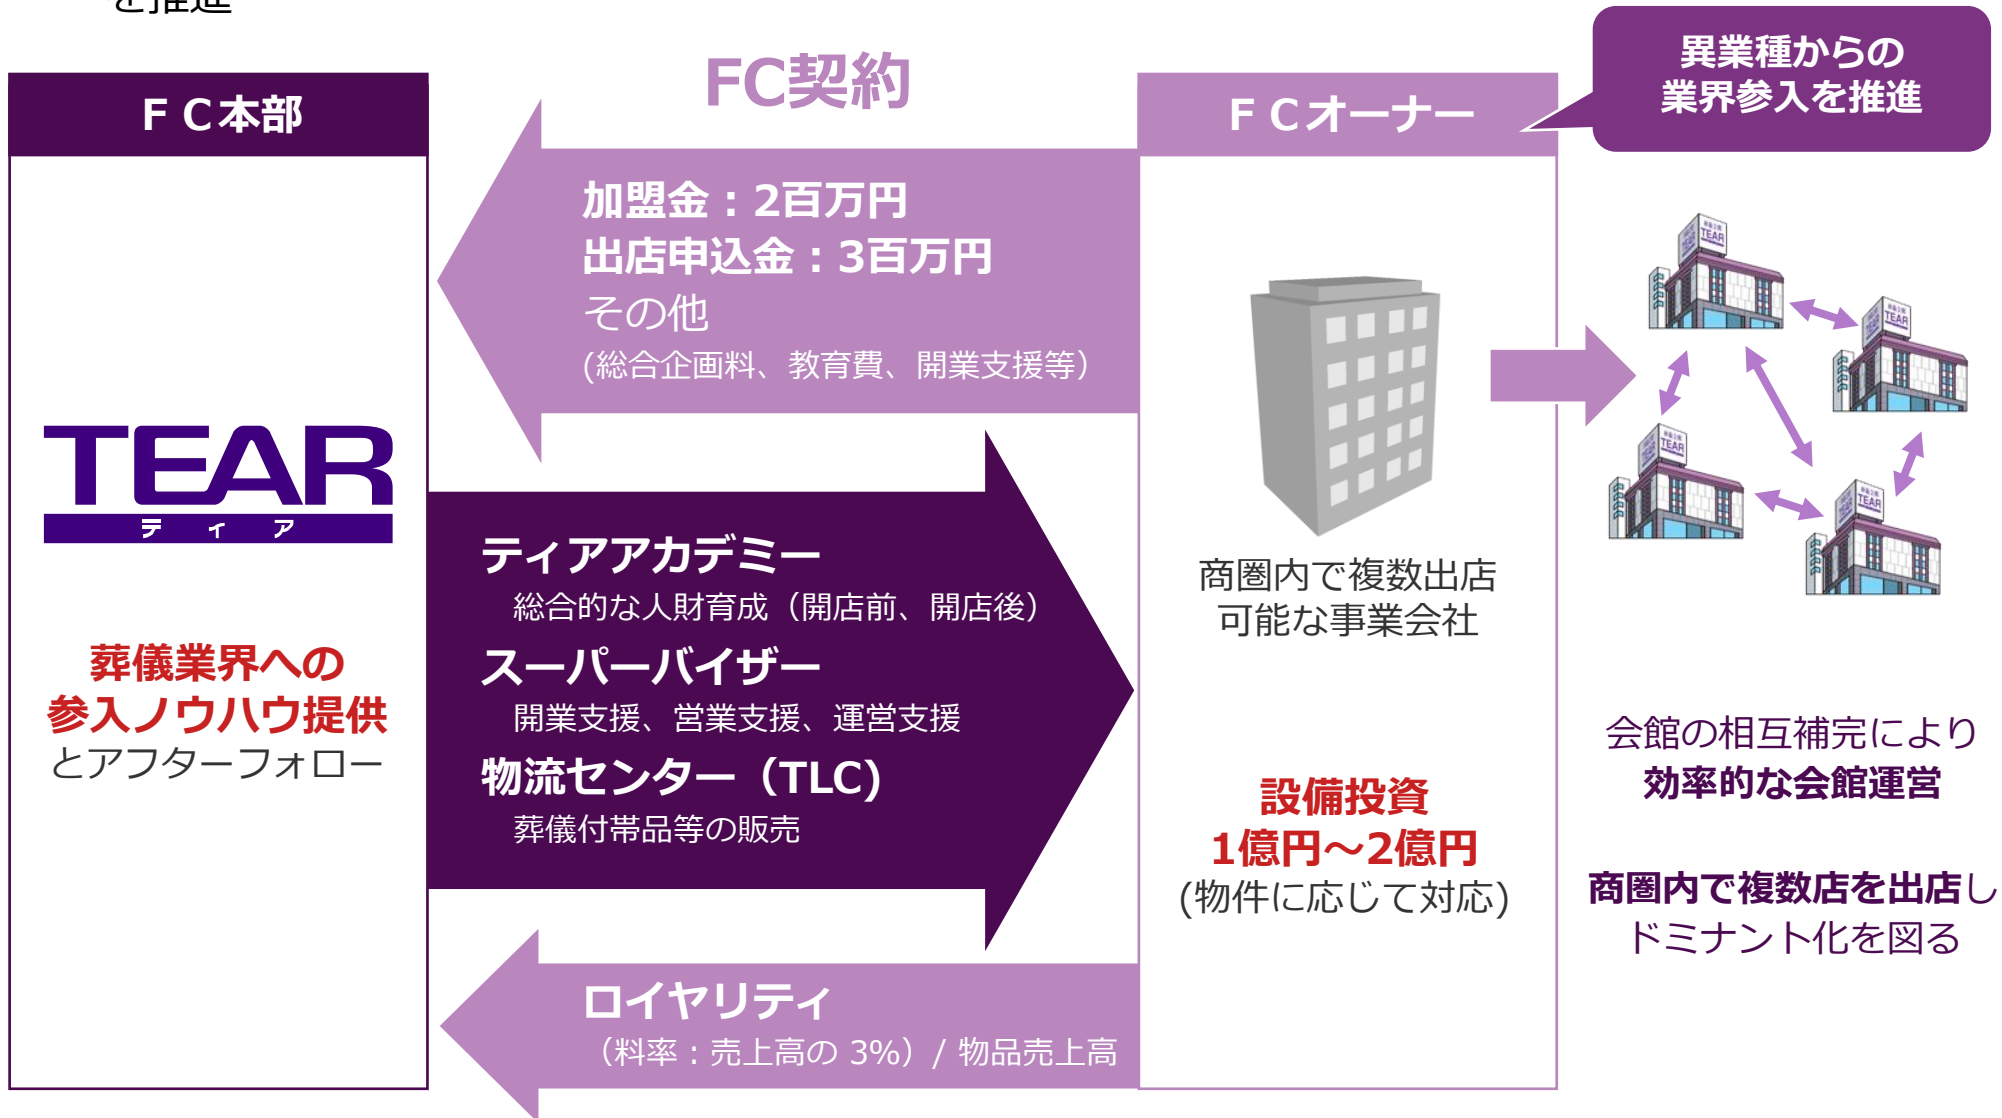 を推進
FC契約
異業種からの
業界参入を推進
ＦＣ本部
ＦＣオーナー
加盟金：2百万円
出店申込金：3百万円
その他
(総合企画料、教育費、開業支援等）
TEAR
ティア
葬儀業界への
参入ノウハウ提供
とアフターフォロー
ティアアカデミー
総合的な人財育成（開店前、開店後）
スーパーバイザー
開業支援、営業支援、運営支援
物流センター（TLC)
葬儀付帯品等の販売
ロイヤリティ
（料率：売上高の 3%）/ 物品売上高
商圏内で複数出店
可能な事業会社
設備投資
1億円～2億円
(物件に応じて対応)
TEAR
TEAR
TEAR
TEAR
会館の相互補完により
効率的な会館運営
商圏内で複数店を出店し
ドミナント化を図る